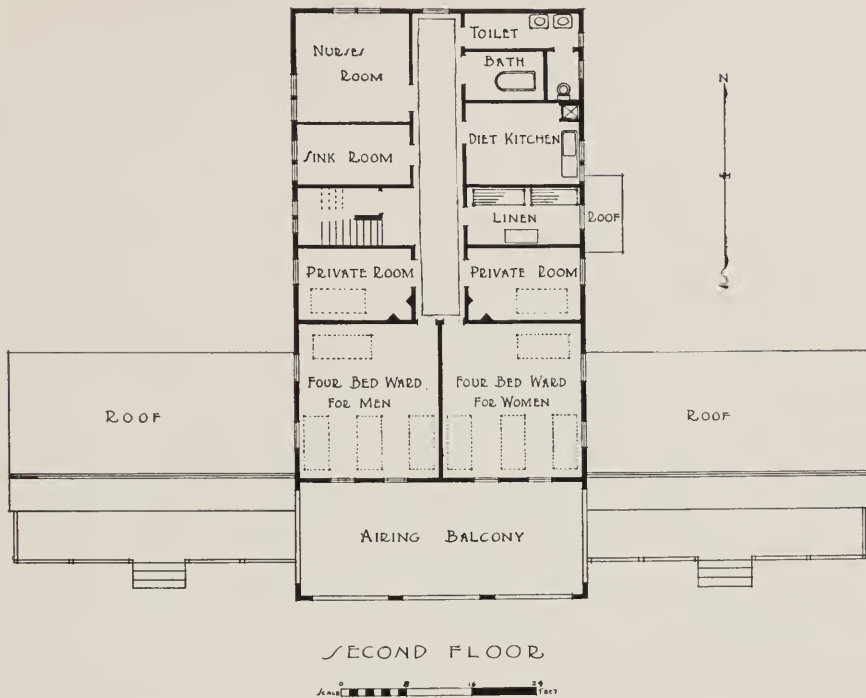 TOILET
NURSES
ROOM
BATH
N
SINK ROOM
DIET KITCHEN
LINEN
ROOF
PRIVATE ROOM
PRIVATE ROOM
FOUR BED WARD
FOR MEN
FOUR BED WARD
FOR WOMEN
ROOF
ROOF
AIRING BALCONY
SECOND FLOOR
SCALE 0 8 16 24 FEET